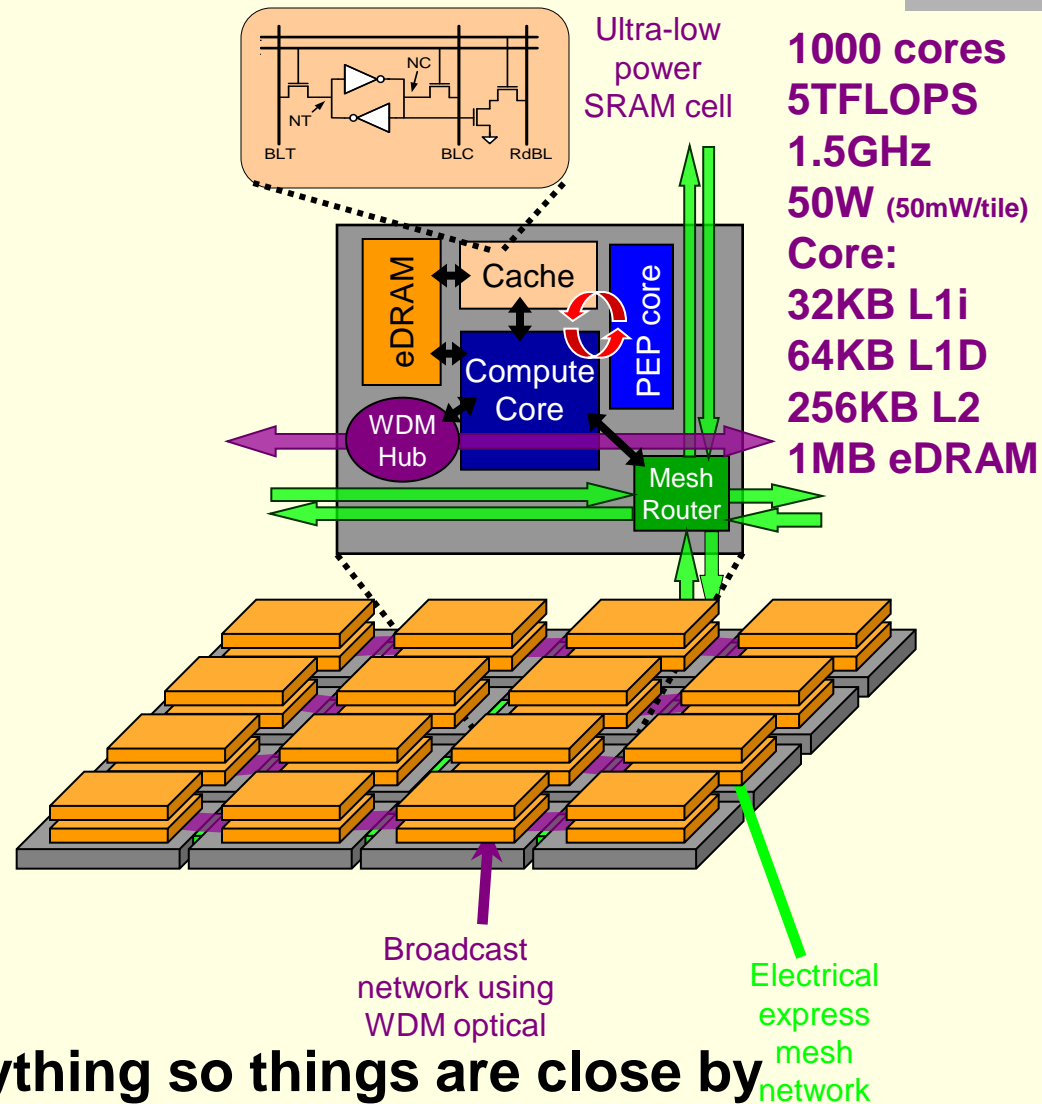 Ultra-low
power
SRAM cell
NC
NT
BLT
BLC
RdBL
1000 cores
5TFLOPS
1.5GHz
50W (50mW/tile)
Core:
32KB L1i
64KB L1D
256KB L2
1MB eDRAM
eDRAM
Cache
PEP core
Compute
Core
WDM
Hub
Mesh
Router
Broadcast
network using
WDM optical
Electrical
express
mesh
network
ything so things are close by